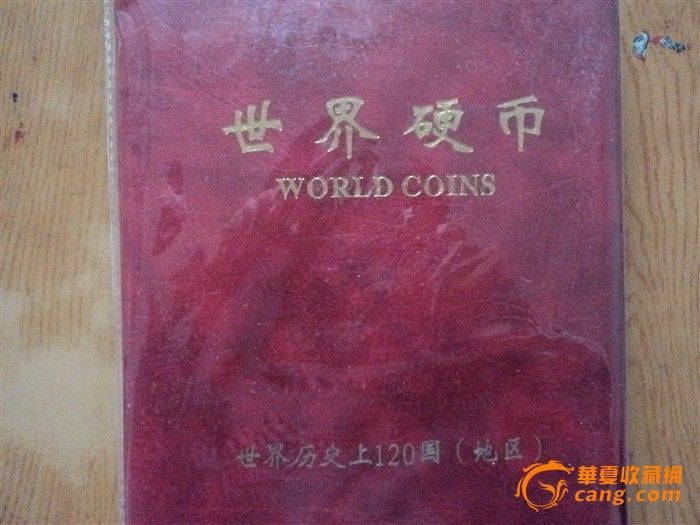 世界硬币
WORLD COINS
世界历史上120国（地区）
華夏收藏網
cang.com